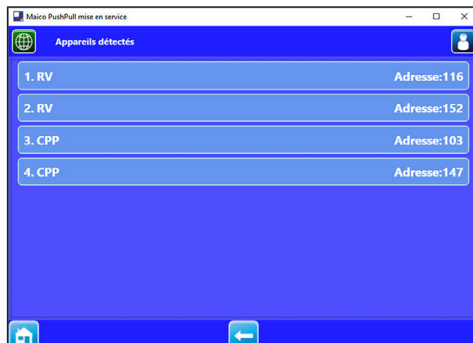 Maico PushPull mise en service
Appareils détectés
1. RV Adresse:116
2. RV Adresse:152
3. CPP Adresse:103
4. CPP Adresse:147